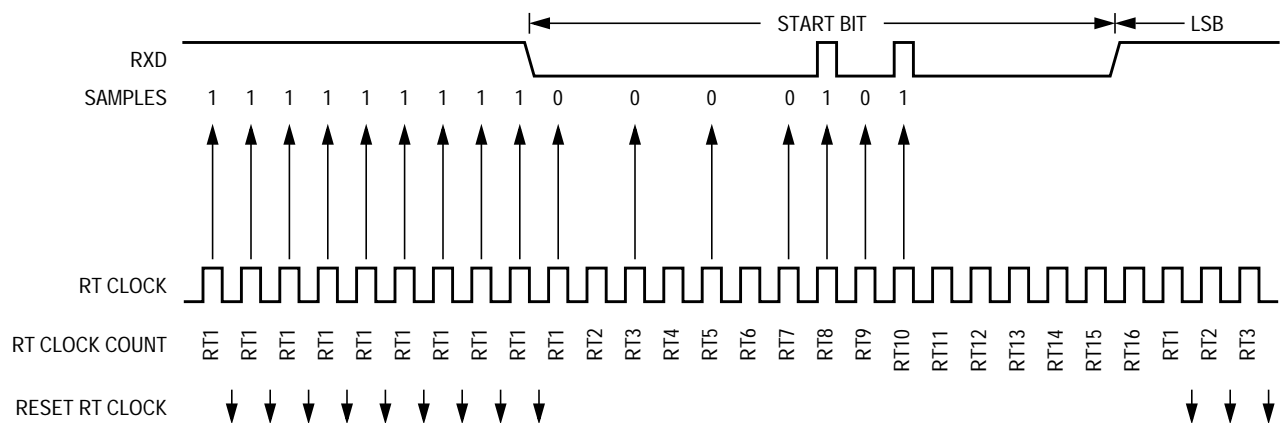 START BIT LSB
RXD
SAMPLES 1 1 1 1 1 1 1 1 1 0 0 0 0 1 0 1
RT CLOCK
RT CLOCK COUNT RT1 RT1 RT1 RT1 RT1 RT1 RT1 RT1 RT1 RT1 RT2 RT3 RT4 RT5 RT6 RT7 RT8 RT9 RT10 RT11 RT12 RT13 RT14 RT15 RT16 RT1 RT2 RT3
RESET RT CLOCK